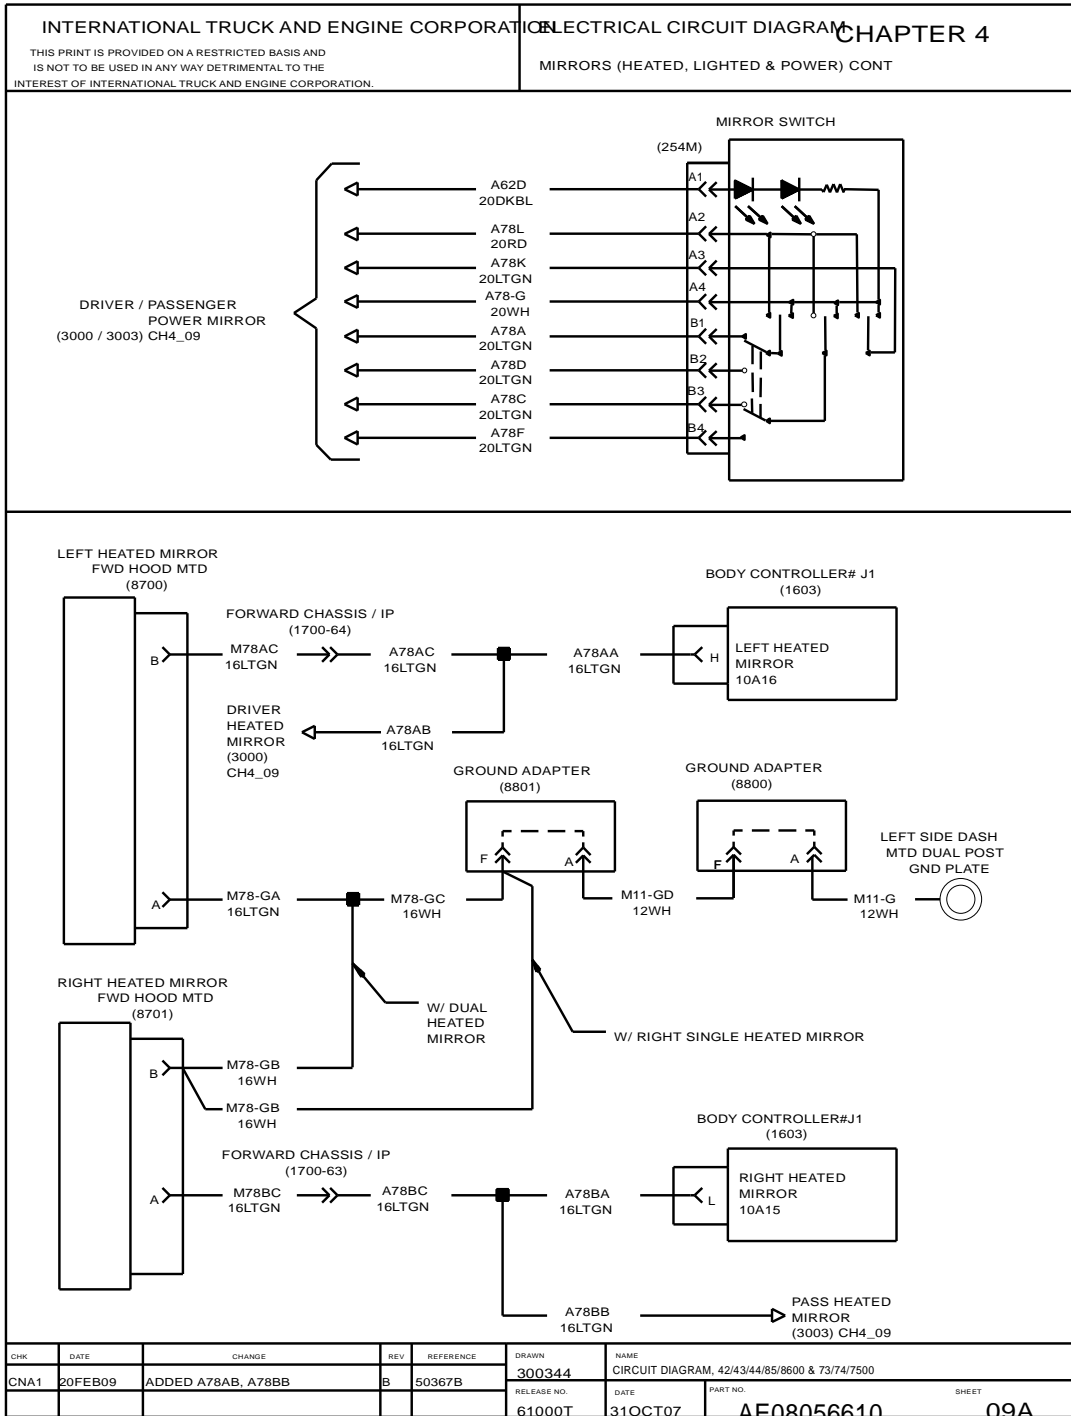 INTERNATIONAL TRUCK AND ENGINE CORPORATION
THIS PRINT IS PROVIDED ON A RESTRICTED BASIS AND
IS NOT TO BE USED IN ANY WAY DETRIMENTAL TO THE
INTEREST OF INTERNATIONAL TRUCK AND ENGINE CORPORATION.
ELECTRICAL CIRCUIT DIAGRAM
CHAPTER 4
MIRRORS (HEATED, LIGHTED & POWER) CONT
MIRROR SWITCH
(254M)
A1
A62D
20DKBL
A2
A78L
20RD
A3
A78K
20LTGN
A4
A78-G
20WH
B1
A78A
20LTGN
B2
A78D
20LTGN
B3
A78C
20LTGN
B4
A78F
20LTGN
DRIVER / PASSENGER
POWER MIRROR
(3000 / 3003) CH4_09
LEFT HEATED MIRROR
FWD HOOD MTD
(8700)
B
M78AC
16LTGN
FORWARD CHASSIS / IP
(1700-64)
A78AC
16LTGN
A78AA
16LTGN
BODY CONTROLLER# J1
(1603)
H
LEFT HEATED
MIRROR
10A16
DRIVER
HEATED
MIRROR
(3000)
CH4_09
A78AB
16LTGN
GROUND ADAPTER
(8801)
F
A
GROUND ADAPTER
(8800)
F
A
LEFT SIDE DASH
MTD DUAL POST
GND PLATE
A
M78-GA
16LTGN
M78-GC
16WH
M11-GD
12WH
M11-G
12WH
RIGHT HEATED MIRROR
FWD HOOD MTD
(8701)
W/ DUAL
HEATED
MIRROR
W/ RIGHT SINGLE HEATED MIRROR
B
M78-GB
16WH
M78-GB
16WH
FORWARD CHASSIS / IP
(1700-63)
A
M78BC
16LTGN
A78BC
16LTGN
A78BA
16LTGN
BODY CONTROLLER#J1
(1603)
L
RIGHT HEATED
MIRROR
10A15
A78BB
16LTGN
PASS HEATED
MIRROR
(3003) CH4_09
CHK DATE CHANGE REV REFERENCE
CNA1 20FEB09 ADDED A78AB, A78BB B 50367B
DRAWN
300344
NAME
CIRCUIT DIAGRAM, 42/43/44/85/8600 & 73/74/7500
RELEASE NO.
61000T
DATE
31OCT07
PART NO.
AE08056610
SHEET
09A